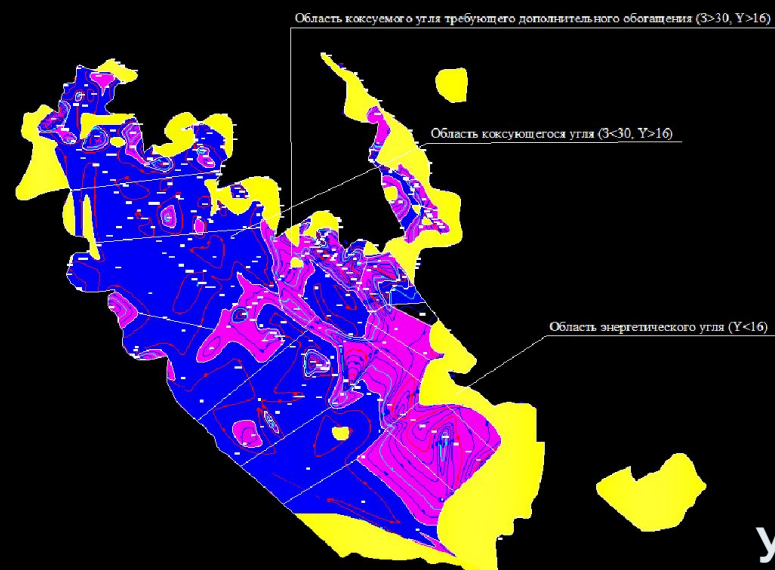 Область коксуемого угля требующего дополнительного обогащения (З>30, Y>16)
Область коксующегося угля (З<30, Y>16)
Область энергетического угля (Y<16)
у